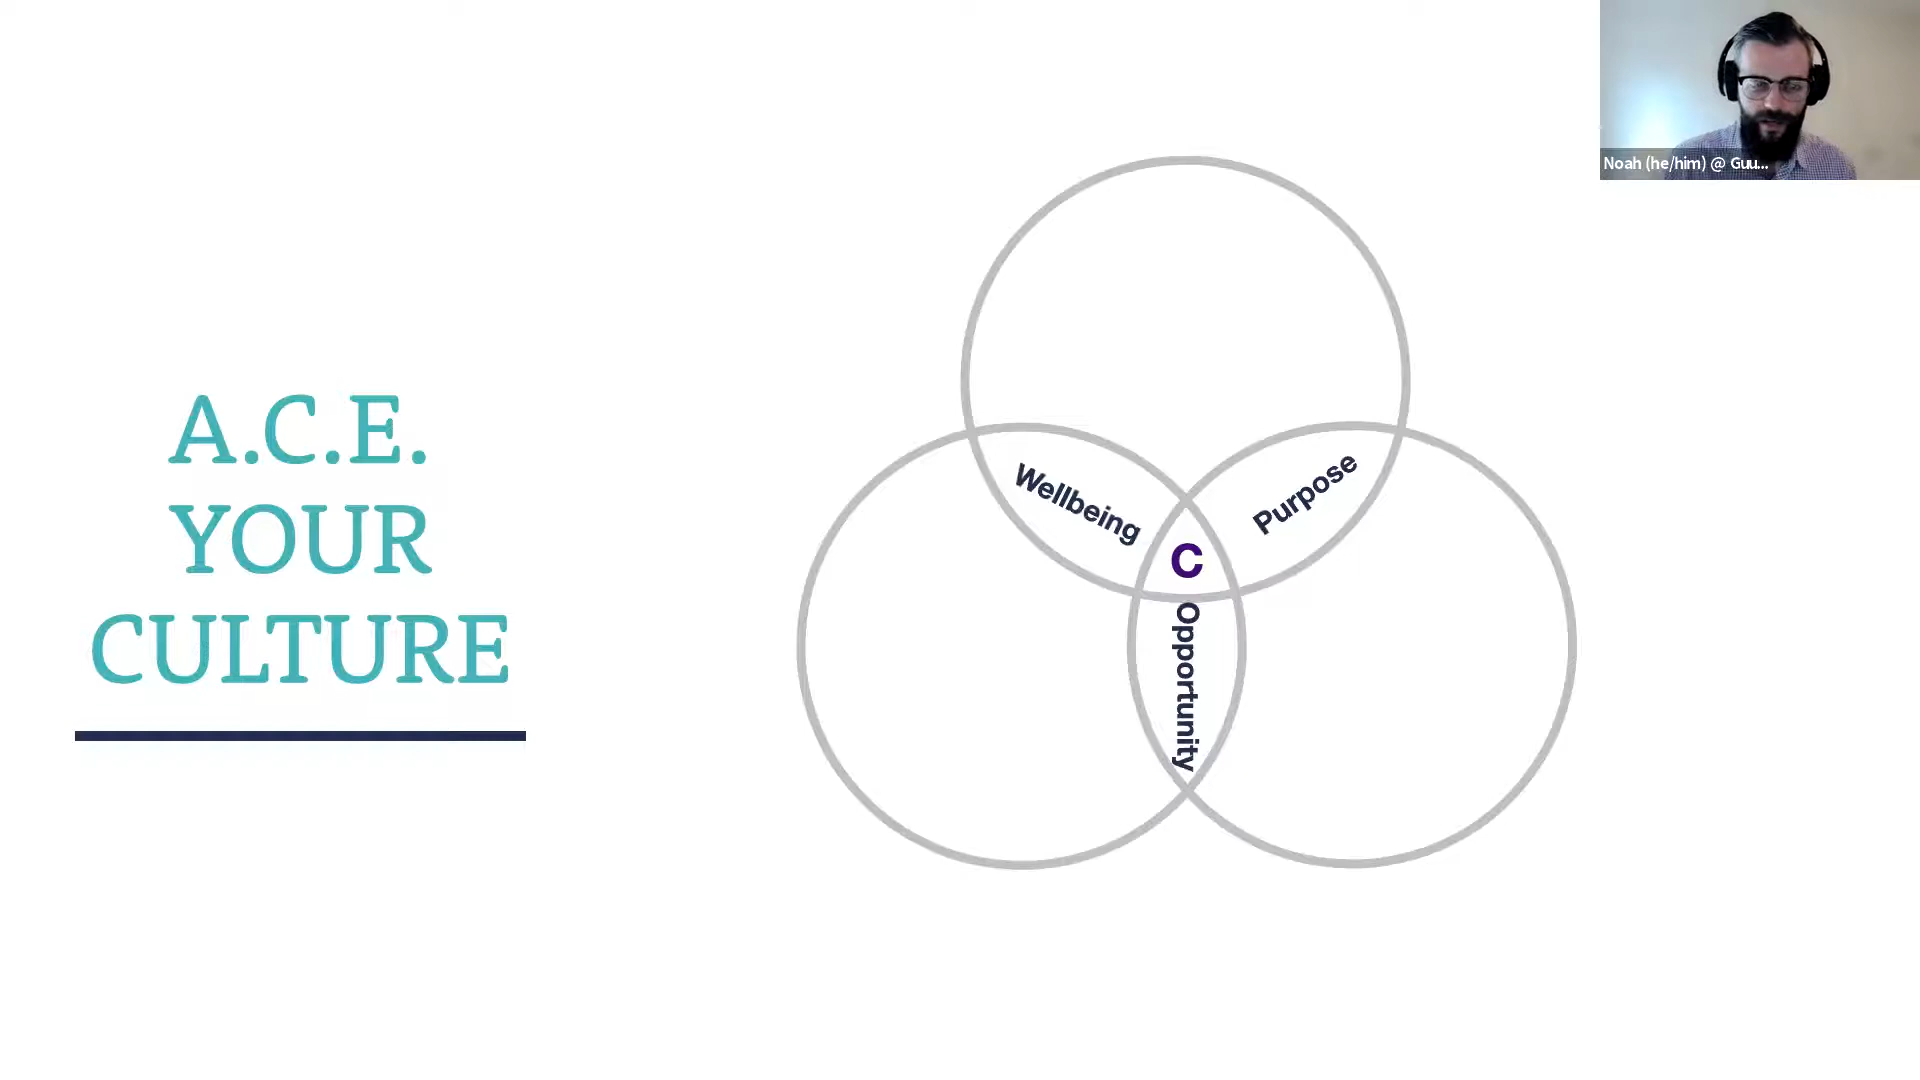 Noah (he/him) @ Guu...
A.C.E.
YOUR
CULTURE
Wellbeing
Purpose
C
Opportunity